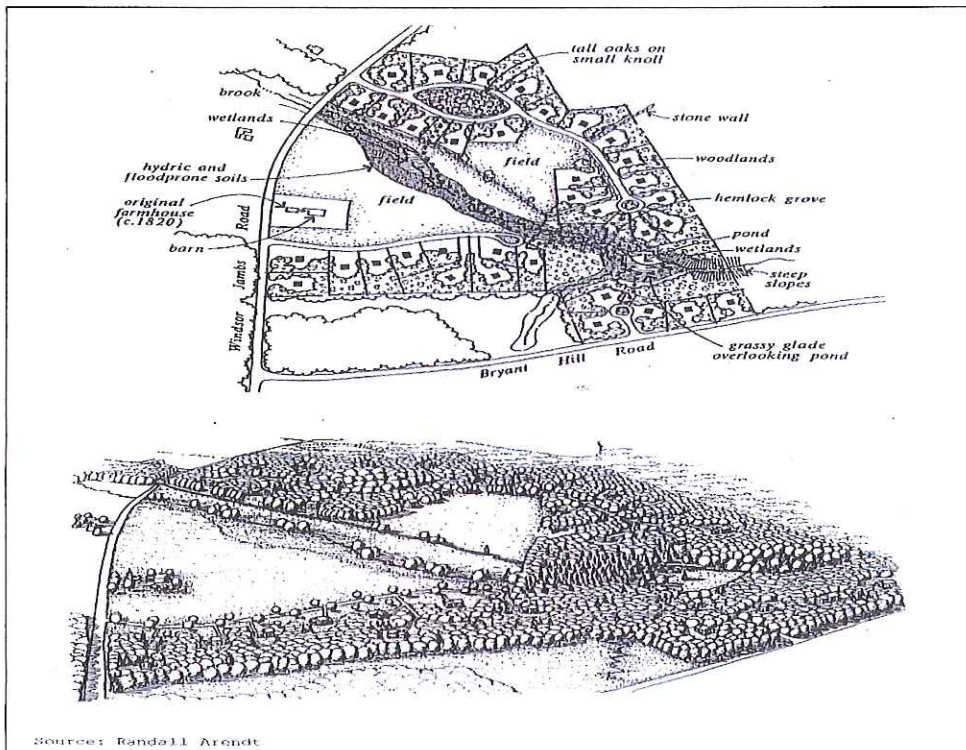 tall oaks on
small knoll
brook
wetlands
stone wall
hydric and
floodprone soils
field
woodlands
original
farmhouse
(c.1820)
field
hemlock grove
barn
pond
wetlands
steep
slopes
Windsor Jambs Road
grassy glade
overlooking pond
Bryant Hill Road
Source: Randall Arendt